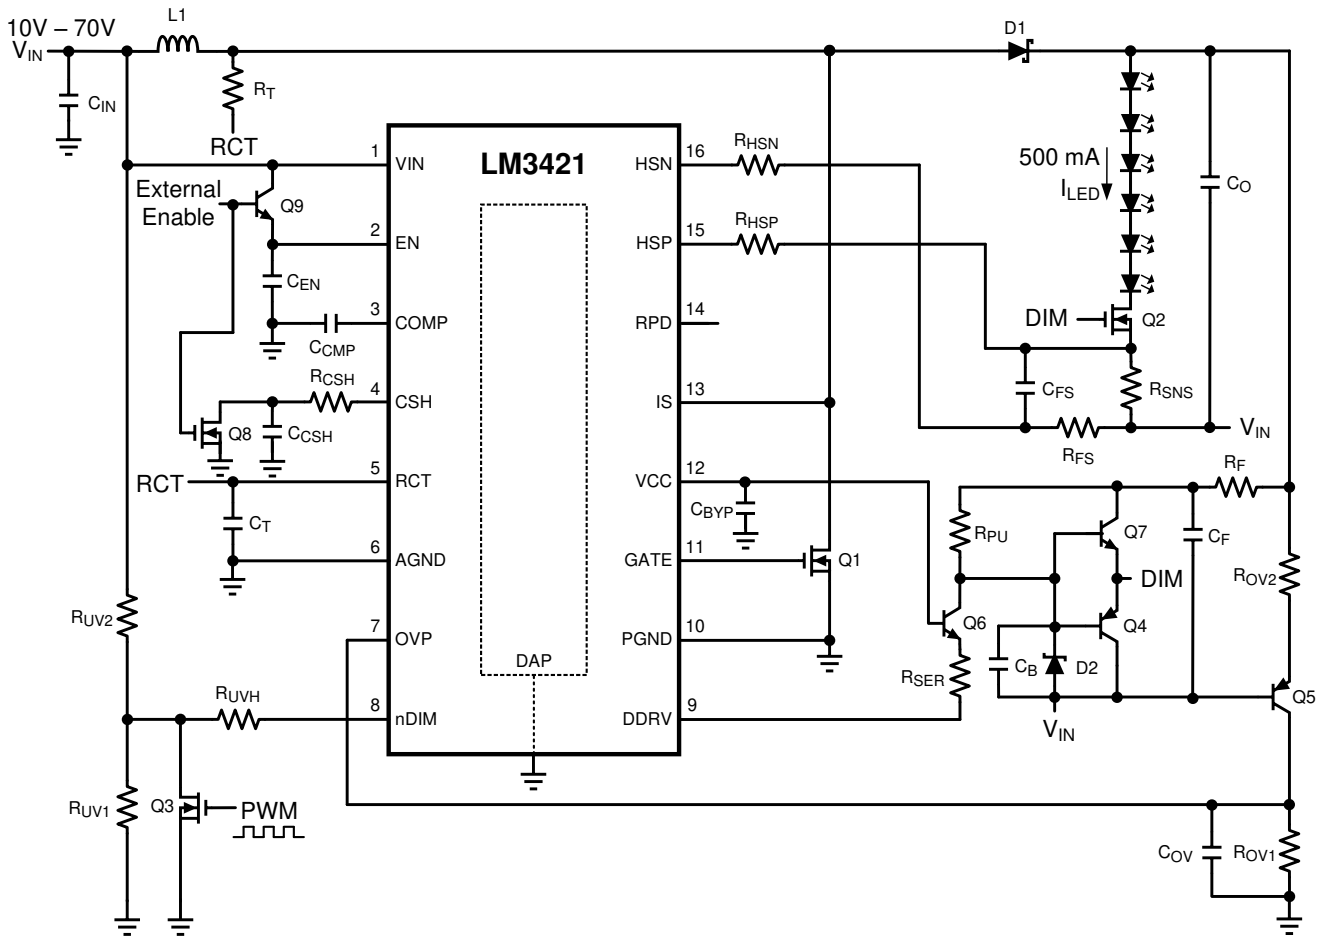 10V – 70V
VIN
L1
D1
CIN
RT
RCT
LM3421
1 VIN
16 HSN
RHSN
500 mA
ILED
CO
External
Enable
Q9
2 EN
15 HSP
RHSP
CEN
3 COMP
14 RPD
DIM
Q2
CCMP
RCSH
4 CSH
13 IS
CFS
RSNS
Q8
CCSH
VIN
RFS
RCT
5 RCT
12 VCC
RF
CBYP
CT
RPU
Q7
CF
6 AGND
11 GATE
Q1
DIM
ROV2
RUV2
7 OVP
10 PGND
Q6
Q4
DAP
CB
D2
RSER
RUVH
8 nDIM
9 DDRV
VIN
Q5
RUV1
Q3
PWM
COV
ROV1